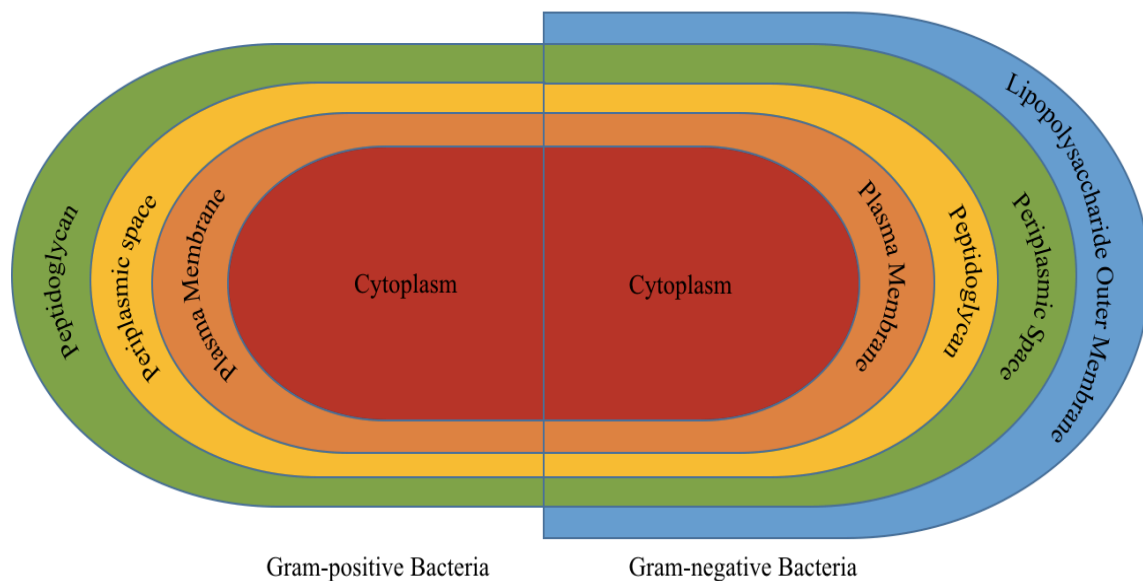 Peptidoglycan
Periplasmic space
Plasma Membrane
Cytoplasm
Cytoplasm
Plasma Membrane
Peptidoglycan
Periplasmic Space
Lipopolysaccharide Outer Membrane
Gram-positive Bacteria
Gram-negative Bacteria